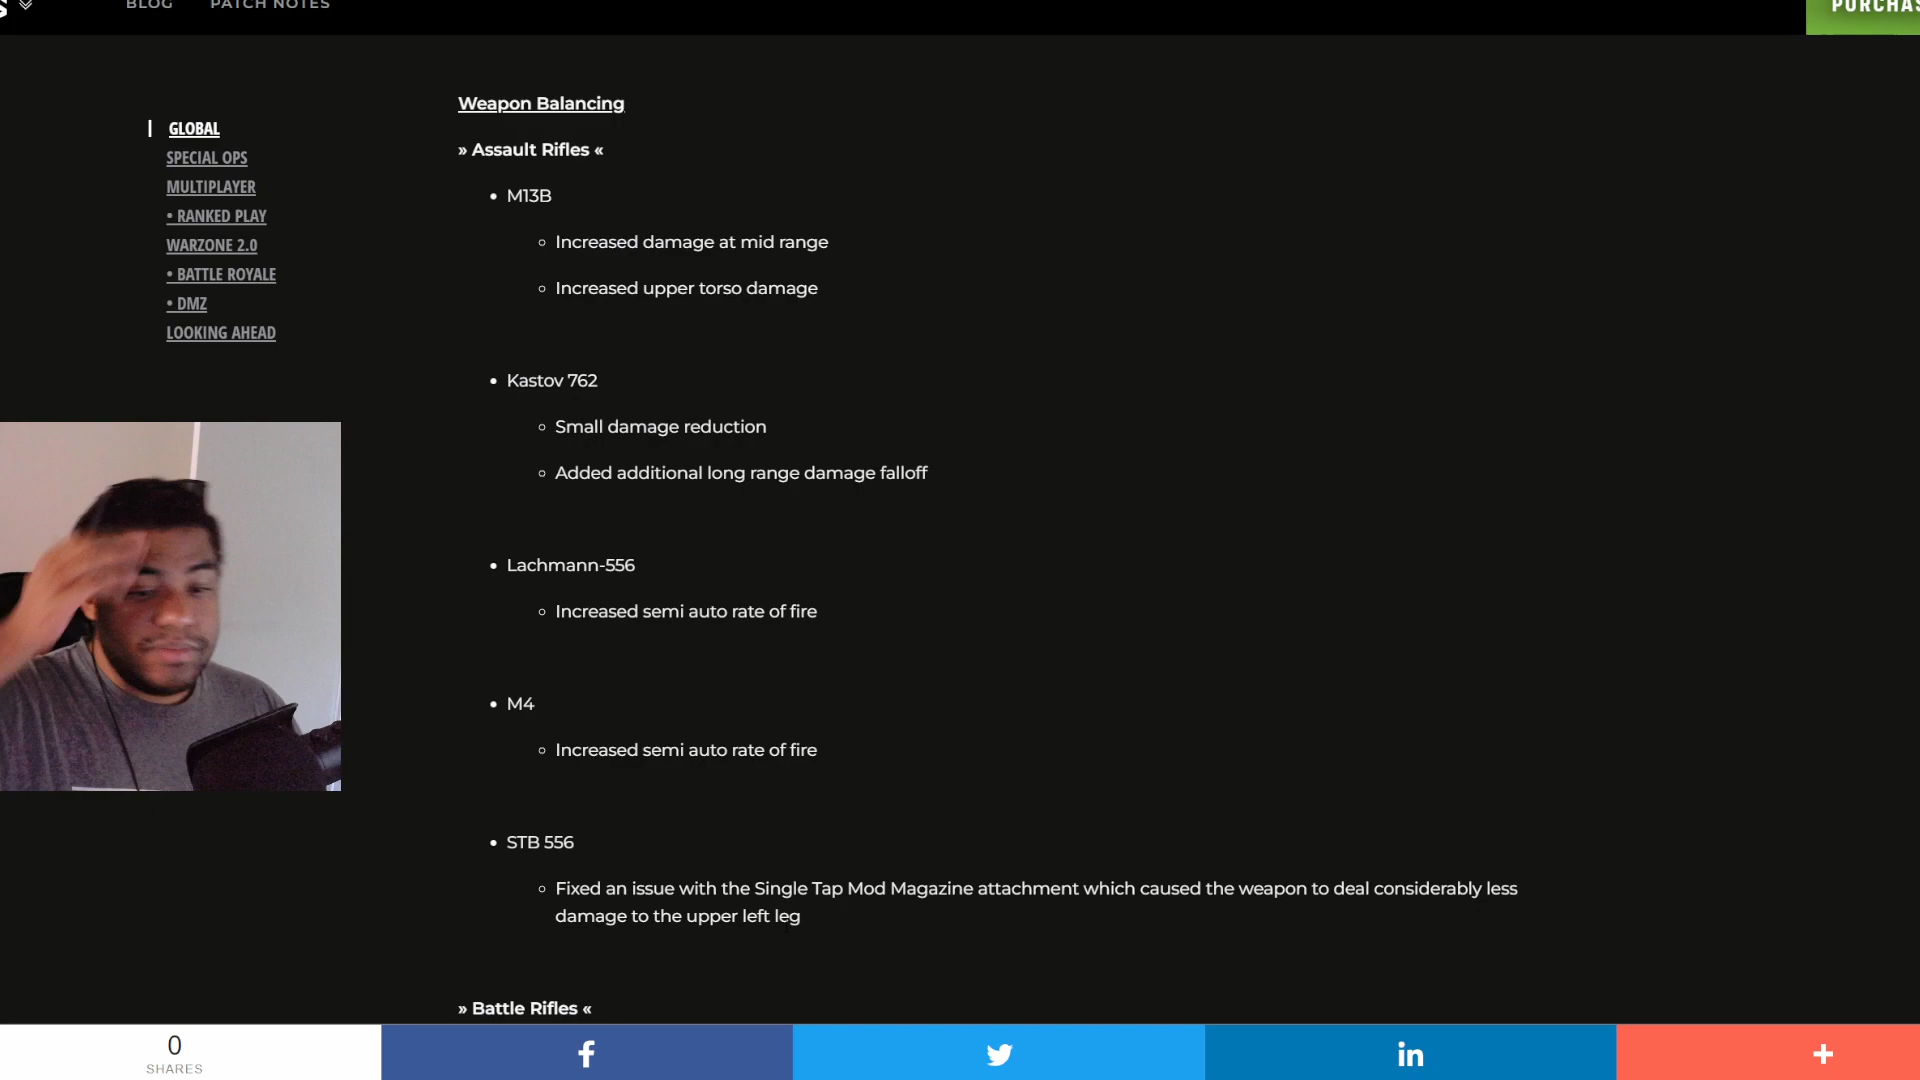 BLOG
PATCH NOTES
GLOBAL
SPECIAL OPS
MULTIPLAYER
• RANKED PLAY
WARZONE 2.0
• BATTLE ROYALE
• DMZ
LOOKING AHEAD
Weapon Balancing
» Assault Rifles «
• M13B
◦ Increased damage at mid range
◦ Increased upper torso damage
• Kastov 762
◦ Small damage reduction
◦ Added additional long range damage falloff
• Lachmann-556
◦ Increased semi auto rate of fire
• M4
◦ Increased semi auto rate of fire
• STB 556
◦ Fixed an issue with the Single Tap Mod Magazine attachment which caused the weapon to deal considerably less
damage to the upper left leg
» Battle Rifles «
0
SHARES